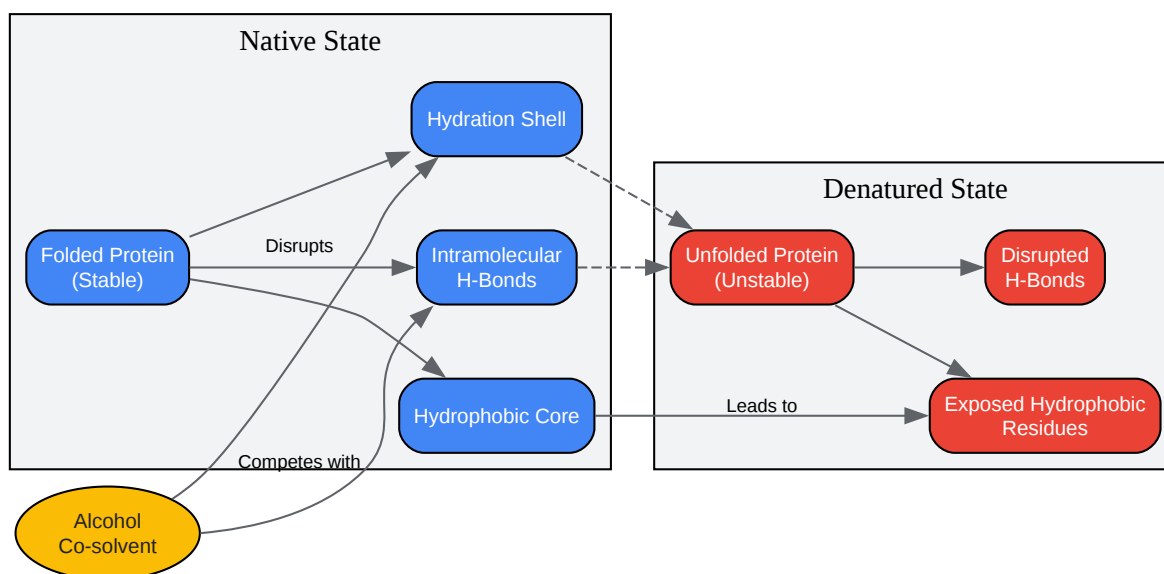 Native State
Hydration Shell
Denatured State
Folded Protein
(Stable)
Disrupts
Intramolecular
H-Bonds
Unfolded Protein
(Unstable)
Disrupted
H-Bonds
Hydrophobic Core
Leads to
Exposed Hydrophobic
Residues
Competes with
Alcohol
Co-solvent